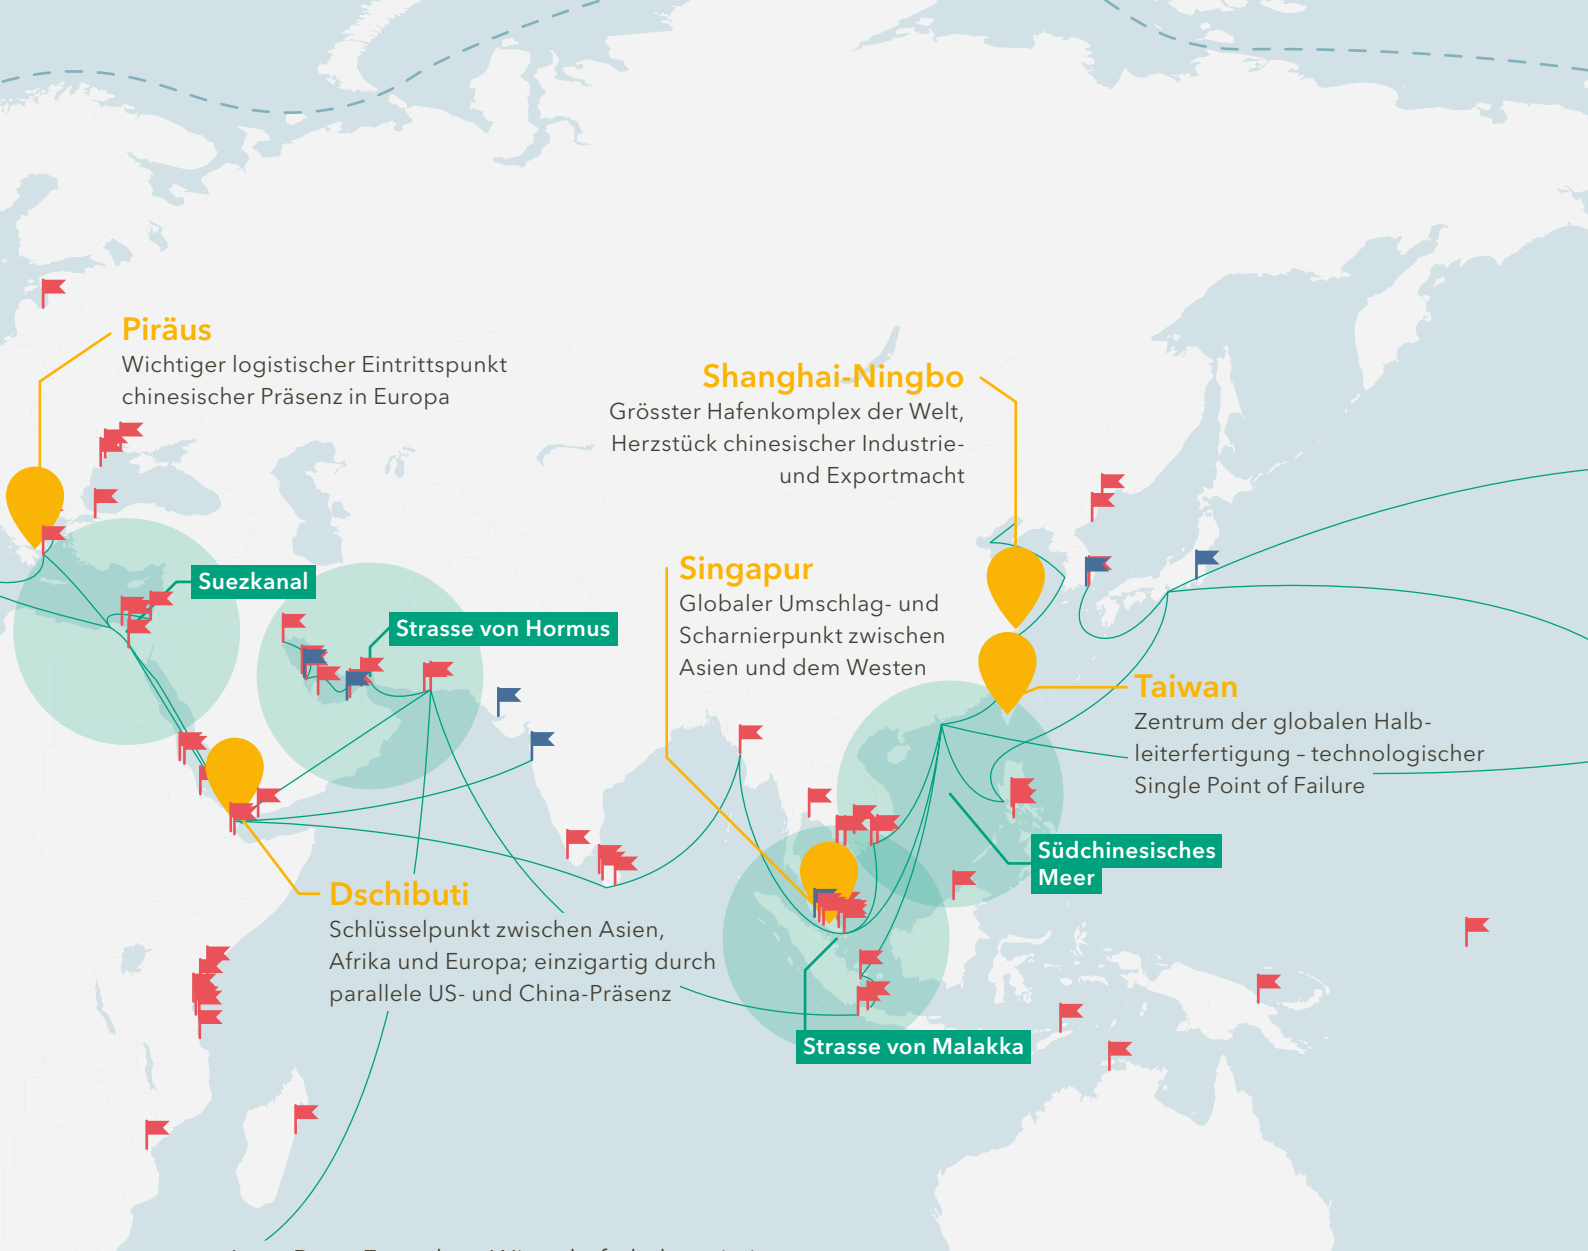 Piräus
Wichtiger logistischer Eintrittspunkt
chinesischer Präsenz in Europa
Shanghai-Ningbo
Grösster Hafenkomplex der Welt,
Herzstück chinesischer Industrie-
und Exportmacht
Suezkanal
Strasse von Hormus
Singapur
Globaler Umschlag- und
Scharnierpunkt zwischen
Asien und dem Westen
Taiwan
Zentrum der globalen Halb-
leiterfertigung – technologischer
Single Point of Failure
Südchinesisches
Meer
Dschibuti
Schlüsselpunkt zwischen Asien,
Afrika und Europa; einzigartig durch
parallele US- und China-Präsenz
Strasse von Malakka